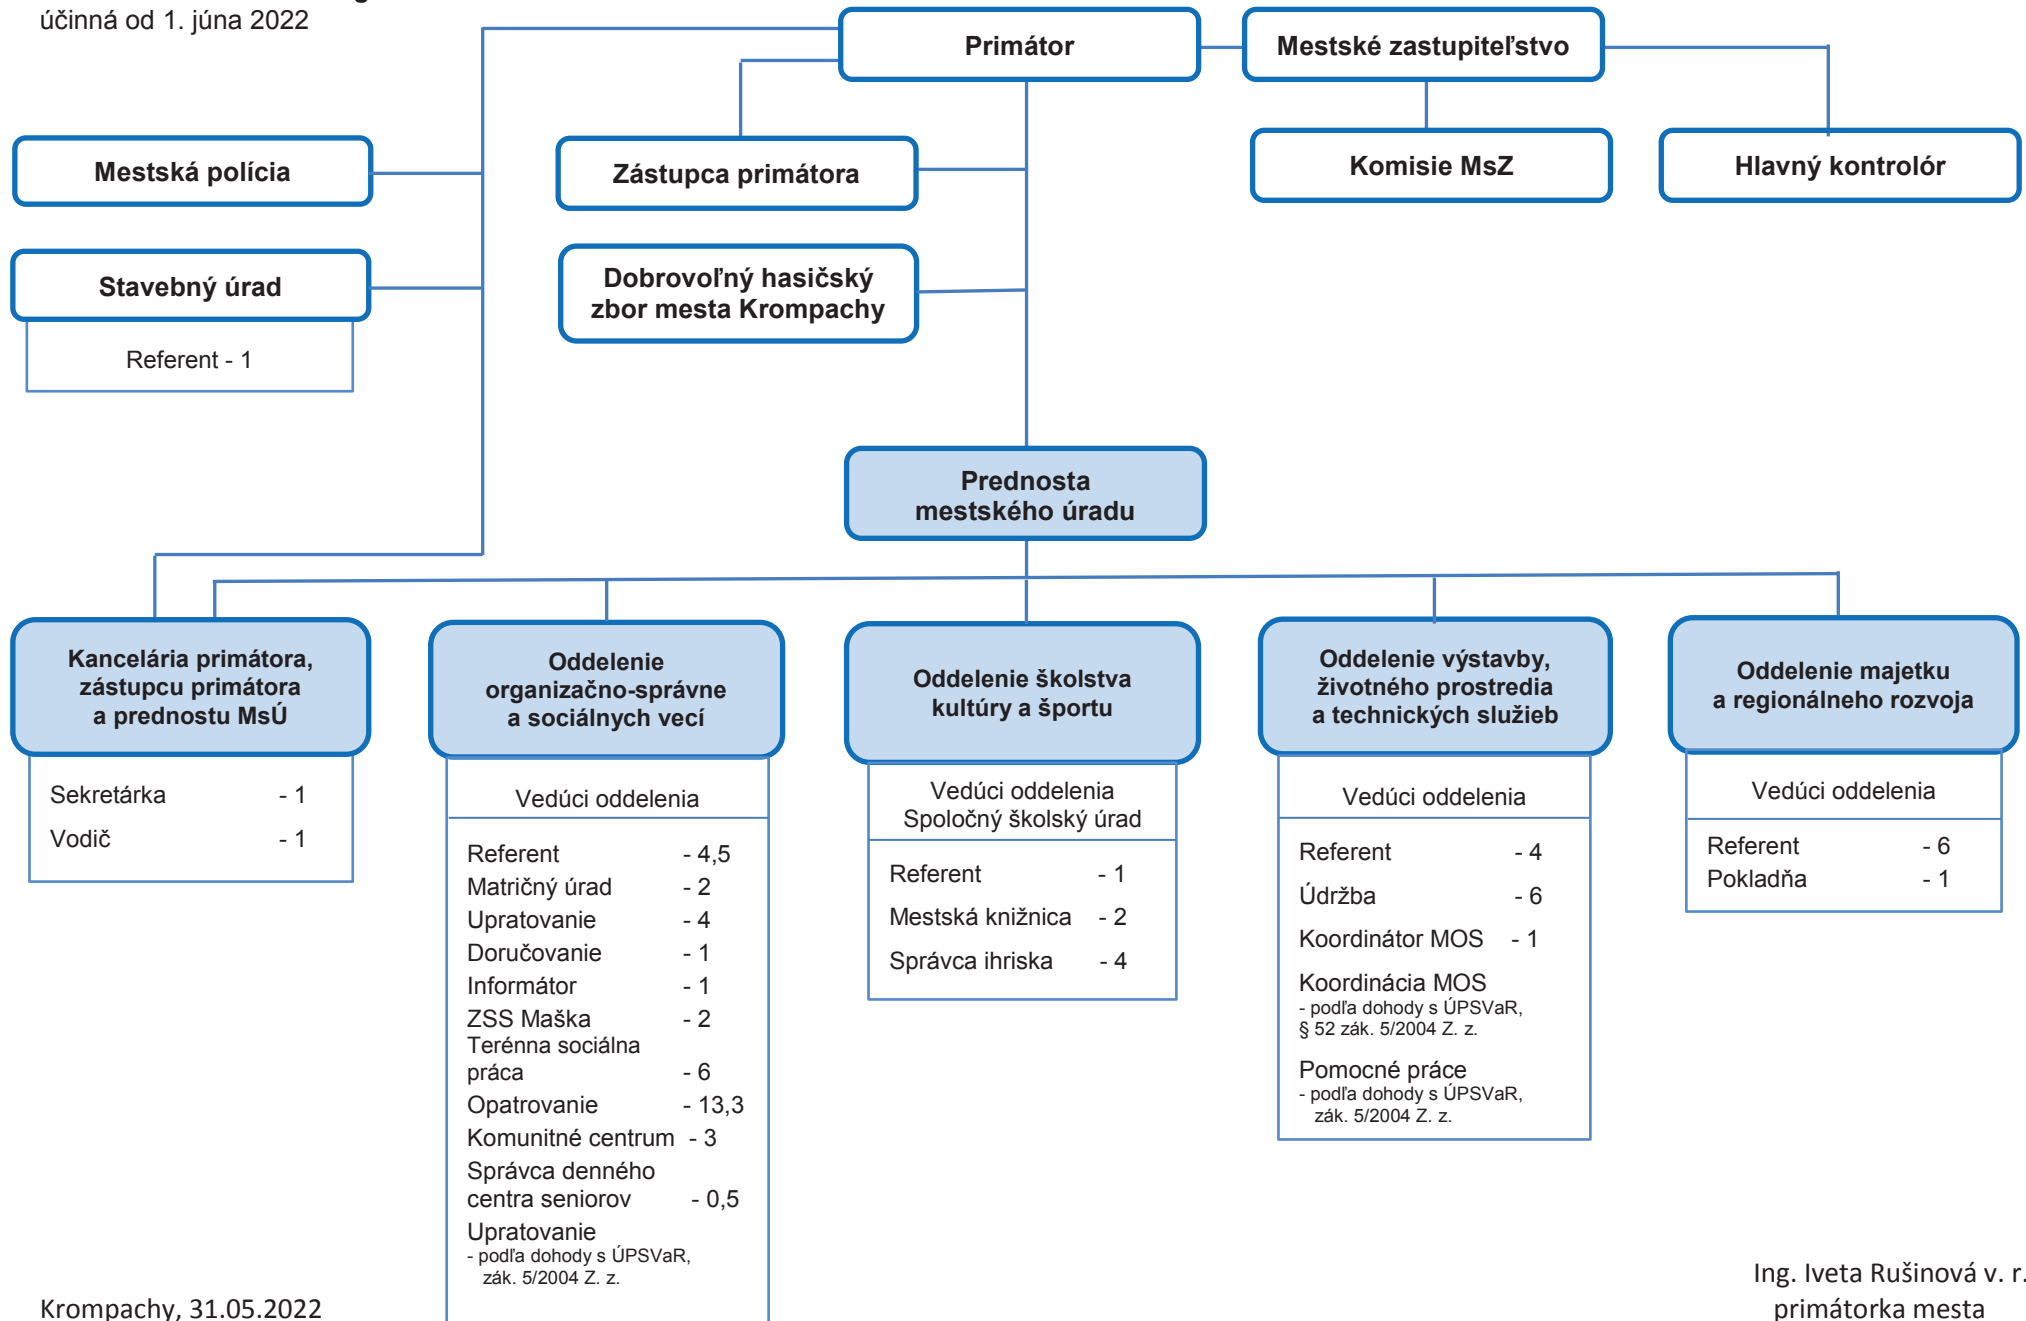 účinná od 1. júna 2022
Primátor
Mestské zastupiteľstvo
Mestská polícia
Zástupca primátora
Komisie MsZ
Hlavný kontrolór
Stavebný úrad
Referent - 1
Dobrovoľný hasičský
zbor mesta Krompachy
Prednosta
mestského úradu
Kancelária primátora,
zástupcu primátora
a prednostu MsÚ
Sekretárka - 1
Vodič - 1
Oddelenie
organizačno-správne
a sociálnych vecí
Vedúci oddelenia
Referent - 4,5
Matričný úrad - 2
Upratovanie - 4
Doručovanie - 1
Informátor - 1
ZSS Maška - 2
Terénna sociálna
práca - 6
Opatrovanie - 13,3
Komunitné centrum - 3
Správca denného
centra seniorov - 0,5
Upratovanie
- podľa dohody s ÚPSVaR,
zák. 5/2004 Z. z.
Oddelenie školstva
kultúry a športu
Vedúci oddelenia
Spoločný školský úrad
Referent - 1
Mestská knižnica - 2
Správca ihriska - 4
Oddelenie výstavby,
životného prostredia
a technických služieb
Vedúci oddelenia
Referent - 4
Údržba - 6
Koordinátor MOS - 1
Koordinácia MOS
- podľa dohody s ÚPSVaR,
§ 52 zák. 5/2004 Z. z.
Pomocné práce
- podľa dohody s ÚPSVaR,
zák. 5/2004 Z. z.
Oddelenie majetku
a regionálneho rozvoja
Vedúci oddelenia
Referent - 6
Pokladňa - 1
Krompachy, 31.05.2022
Ing. Iveta Rušinová v. r.
primátorka mesta